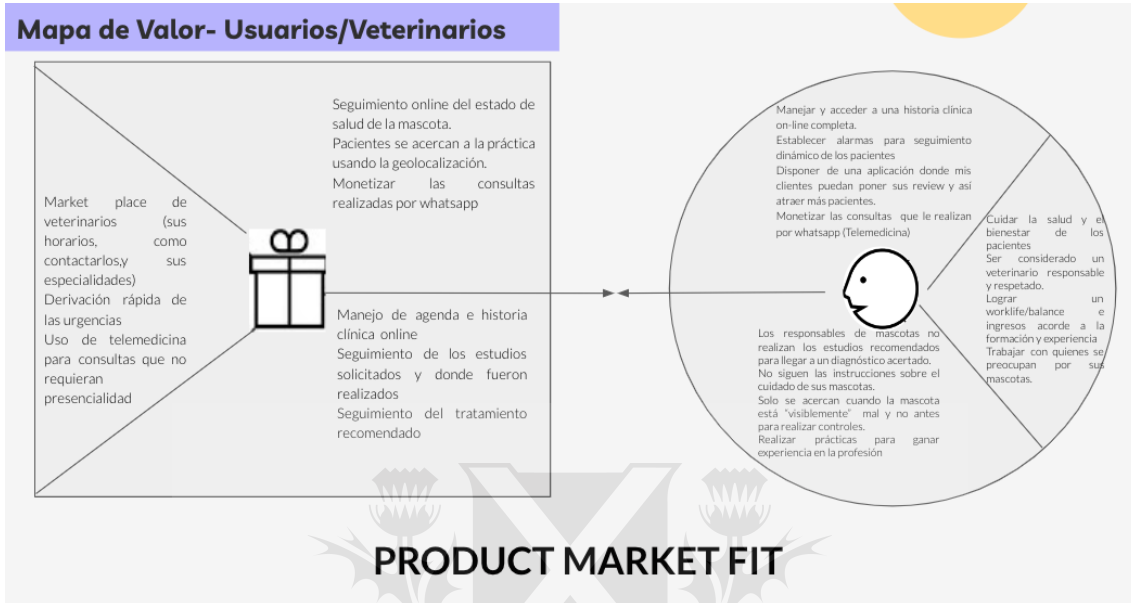 Mapa de Valor- Usuarios/Veterinarios
Seguimiento online del estado de
salud de la mascota.
Pacientes se acercan a la práctica
usando la geolocalización.
Monetizar las consultas
realizadas por whatsapp
Market place de
veterinarios (sus
horarios, como
contactarlos,y sus
especialidades)
Derivación rápida de
las urgencias
Uso de telemedicina
para consultas que no
requieran
presencialidad
Manejo de agenda e historia
clínica online
Seguimiento de los estudios
solicitados y donde fueron
realizados
Seguimiento del tratamiento
recomendado
Manejar y acceder a una historia clínica
on-line completa.
Establecer alarmas para seguimiento
dinámico de los pacientes
Disponer de una aplicación donde mis
clientes puedan poner sus review y así
atraer más pacientes.
Monetizar las consultas que le realizan
por whatsapp (Telemedicina)
Cuidar la salud y el
bienestar de los
pacientes
Ser considerado un
veterinario responsable
y respetado.
Lograr un
worklife/balance e
ingresos acorde a la
formación y experiencia
Trabajar con quienes se
preocupan por sus
mascotas.
Los responsables de mascotas no
realizan los estudios recomendados
para llegar a un diagnóstico acertado.
No siguen las instrucciones sobre el
cuidado de sus mascotas.
Solo se acercan cuando la mascota
está "visiblemente" mal y no antes
para realizar controles.
Realizar prácticas para ganar
experiencia en la profesión
PRODUCT MARKET FIT